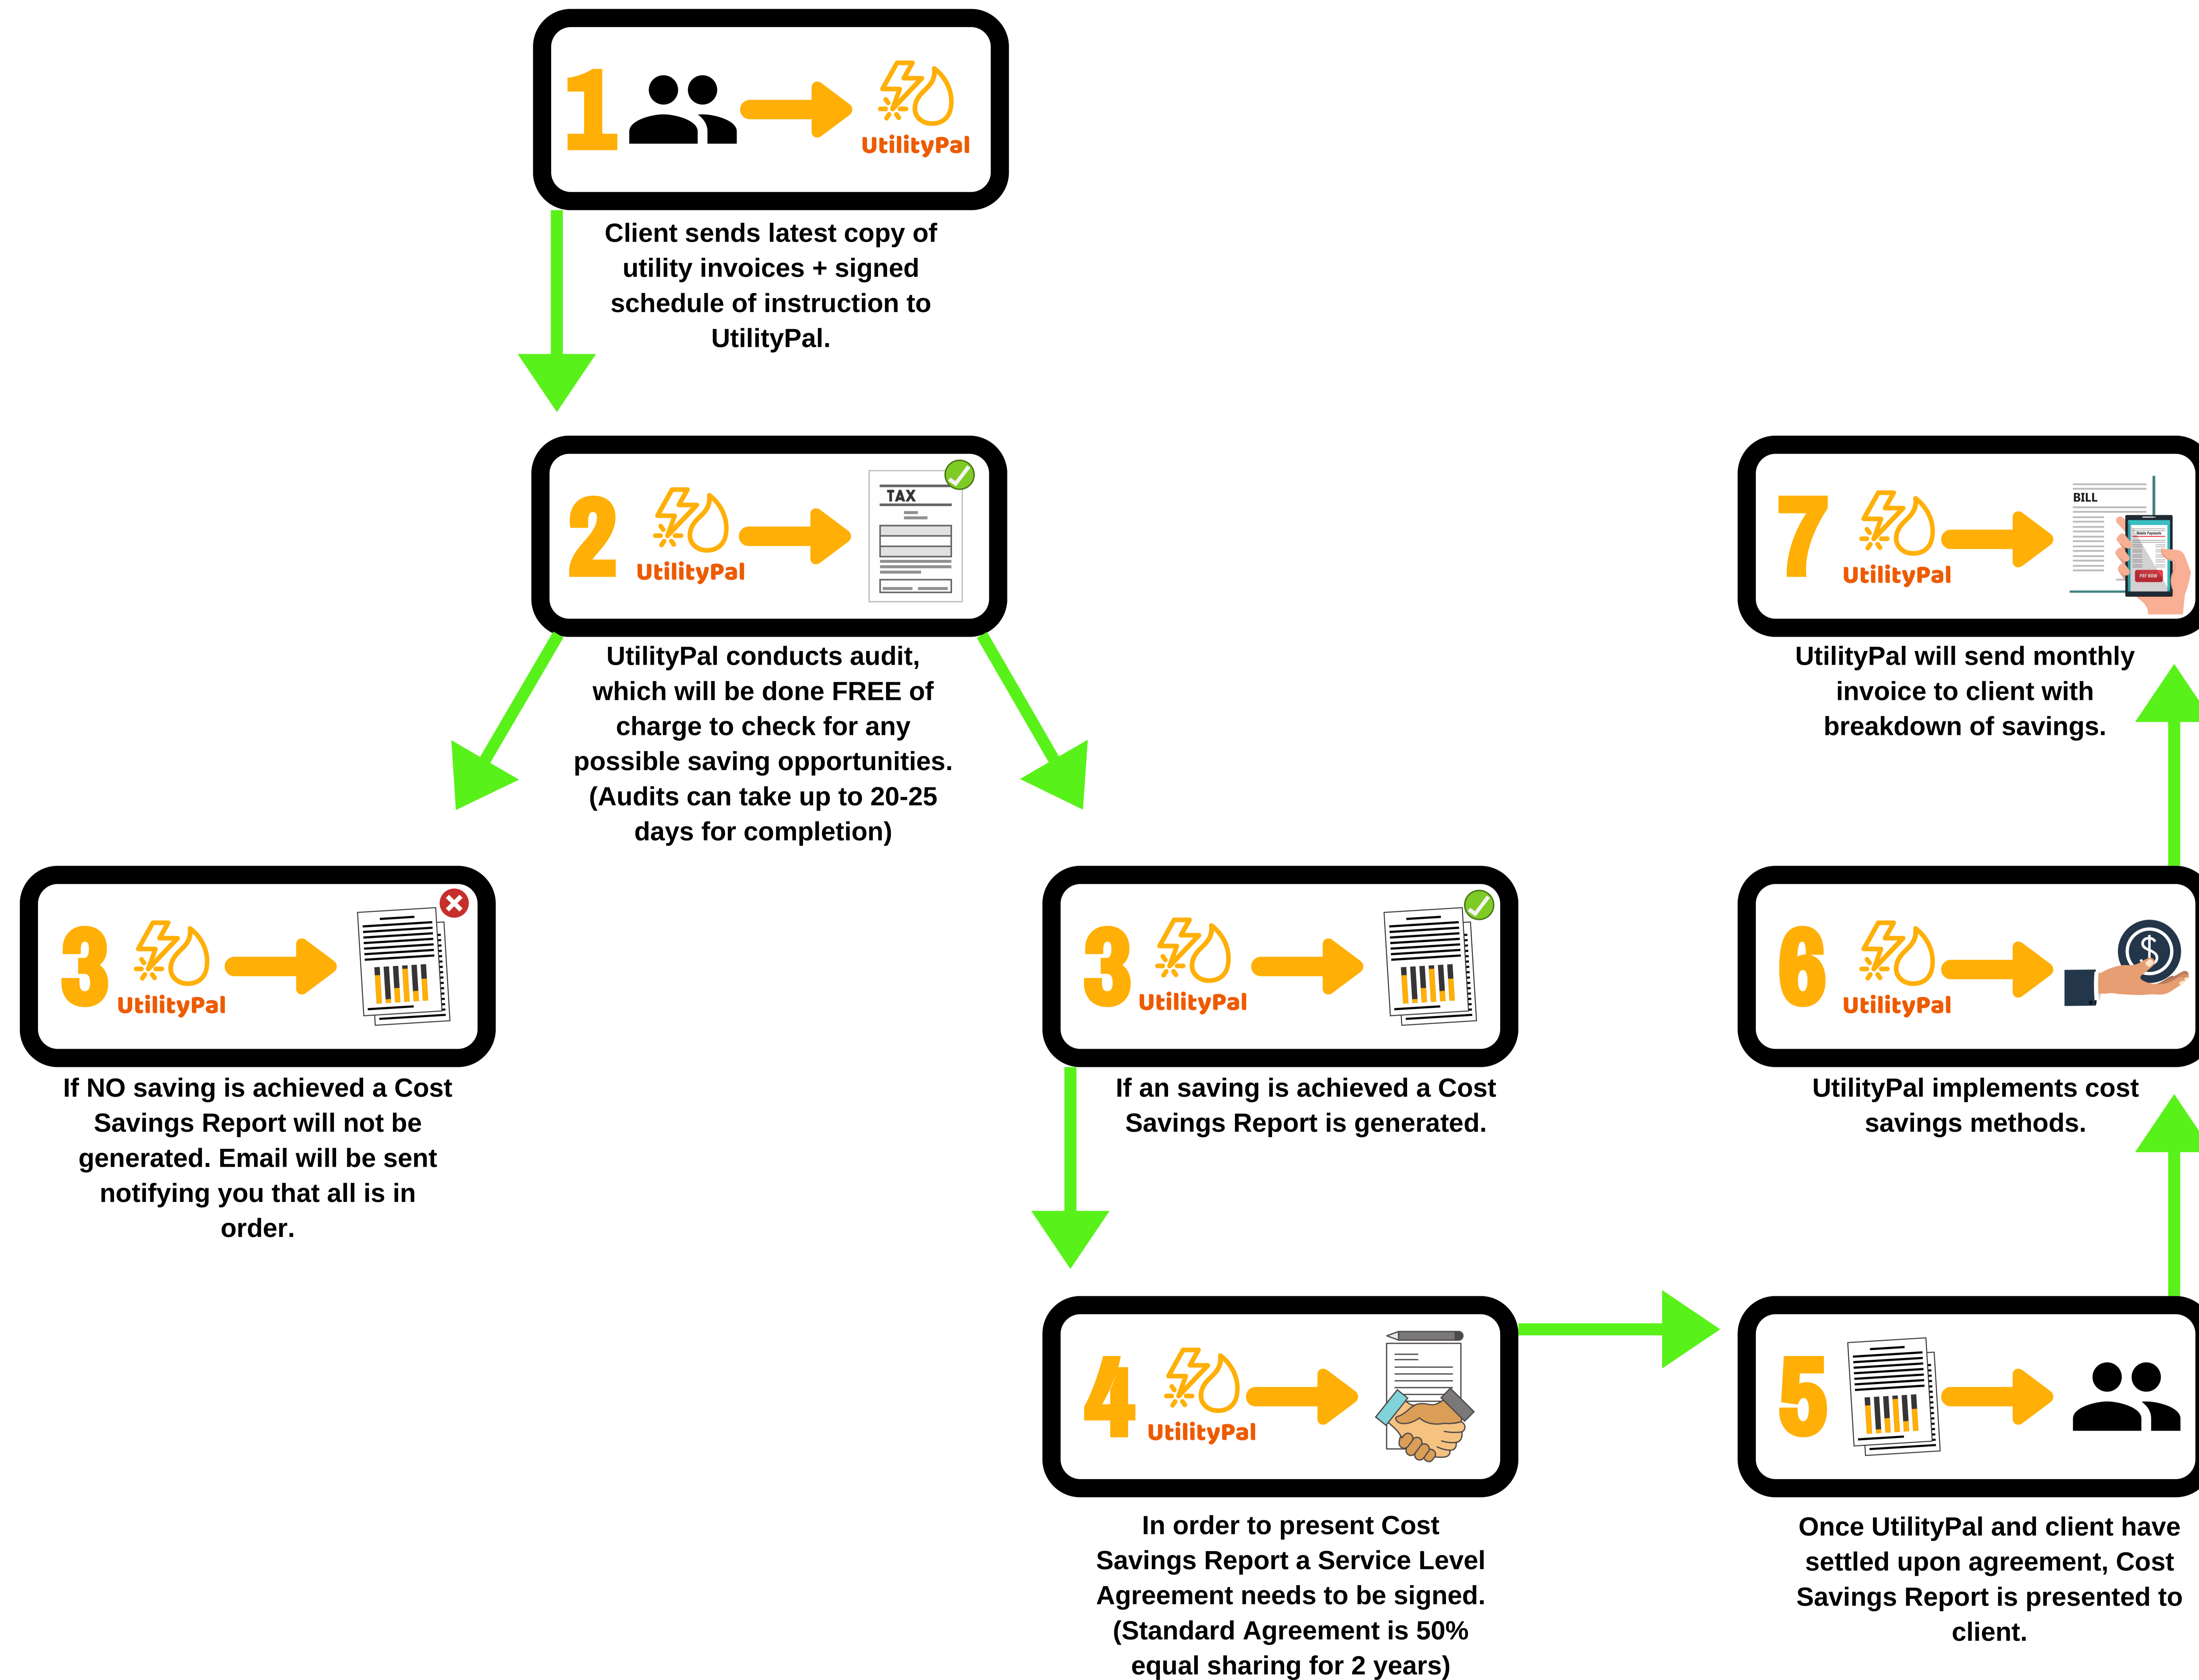 1
UtilityPal
Client sends latest copy of
utility invoices + signed
schedule of instruction to
UtilityPal.
2
UtilityPal
TAX
UtilityPal conducts audit,
which will be done FREE of
charge to check for any
possible saving opportunities.
(Audits can take up to 20-25
days for completion)
3
UtilityPal
If NO saving is achieved a Cost
Savings Report will not be
generated. Email will be sent
notifying you that all is in
order.
3
UtilityPal
If an saving is achieved a Cost
Savings Report is generated.
4
UtilityPal
In order to present Cost
Savings Report a Service Level
Agreement needs to be signed.
(Standard Agreement is 50%
equal sharing for 2 years)
5
Once UtilityPal and client have
settled upon agreement, Cost
Savings Report is presented to
client.
6
UtilityPal
$
UtilityPal implements cost
savings methods.
7
UtilityPal
BILL
Mobile Payments
PAY NOW
UtilityPal will send monthly
invoice to client with
breakdown of savings.